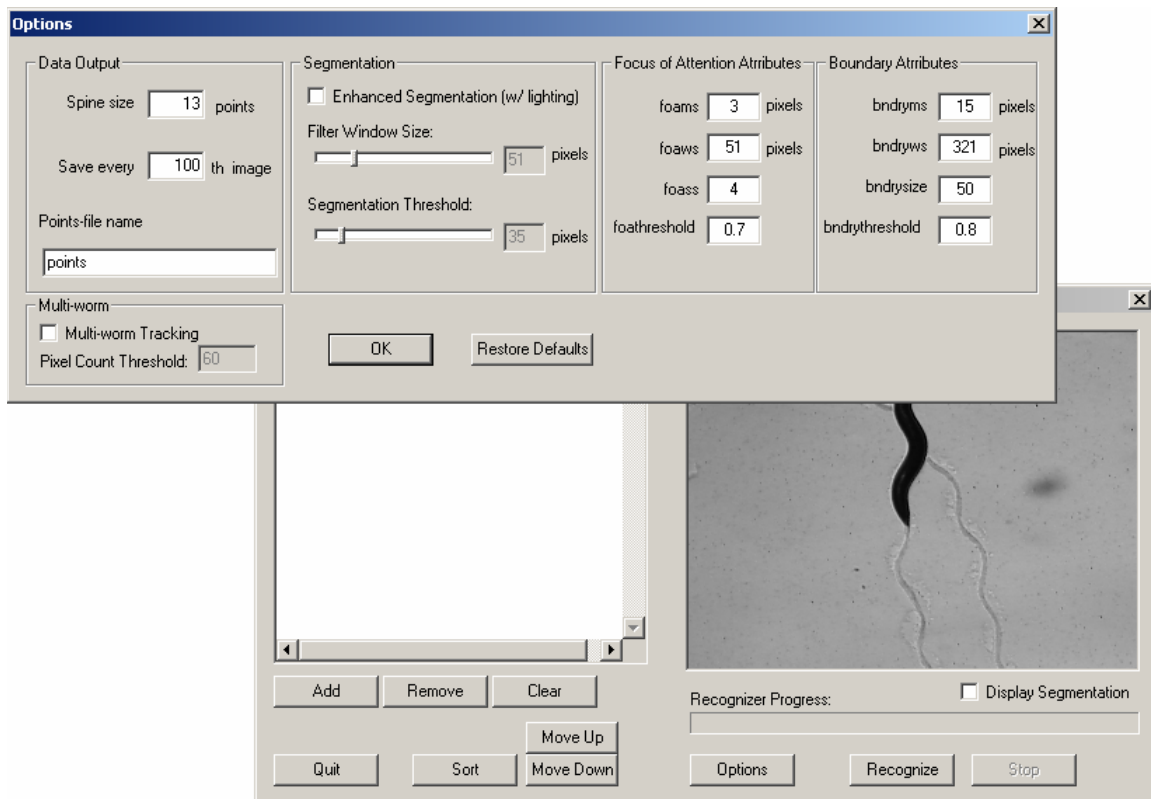 Options
Data Output
Spine size 13 points
Save every 100 th image
Points-file name
points
Segmentation
Enhanced Segmentation (w/ lighting)
Filter Window Size:
51 pixels
Segmentation Threshold:
35 pixels
Focus of Attention Atrributes
foams 3 pixels
foaws 51 pixels
foass 4
foathreshold 0.7
Boundary Atrributes
bndryms 15 pixels
bndryws 321 pixels
bndrysize 50
bndrythreshold 0.8
Multi-worm
Multi-worm Tracking
Pixel Count Threshold: 60
OK
Restore Defaults
Add
Remove
Clear
Move Up
Quit
Sort
Move Down
Recognizer Progress:
Display Segmentation
Options
Recognize
Stop